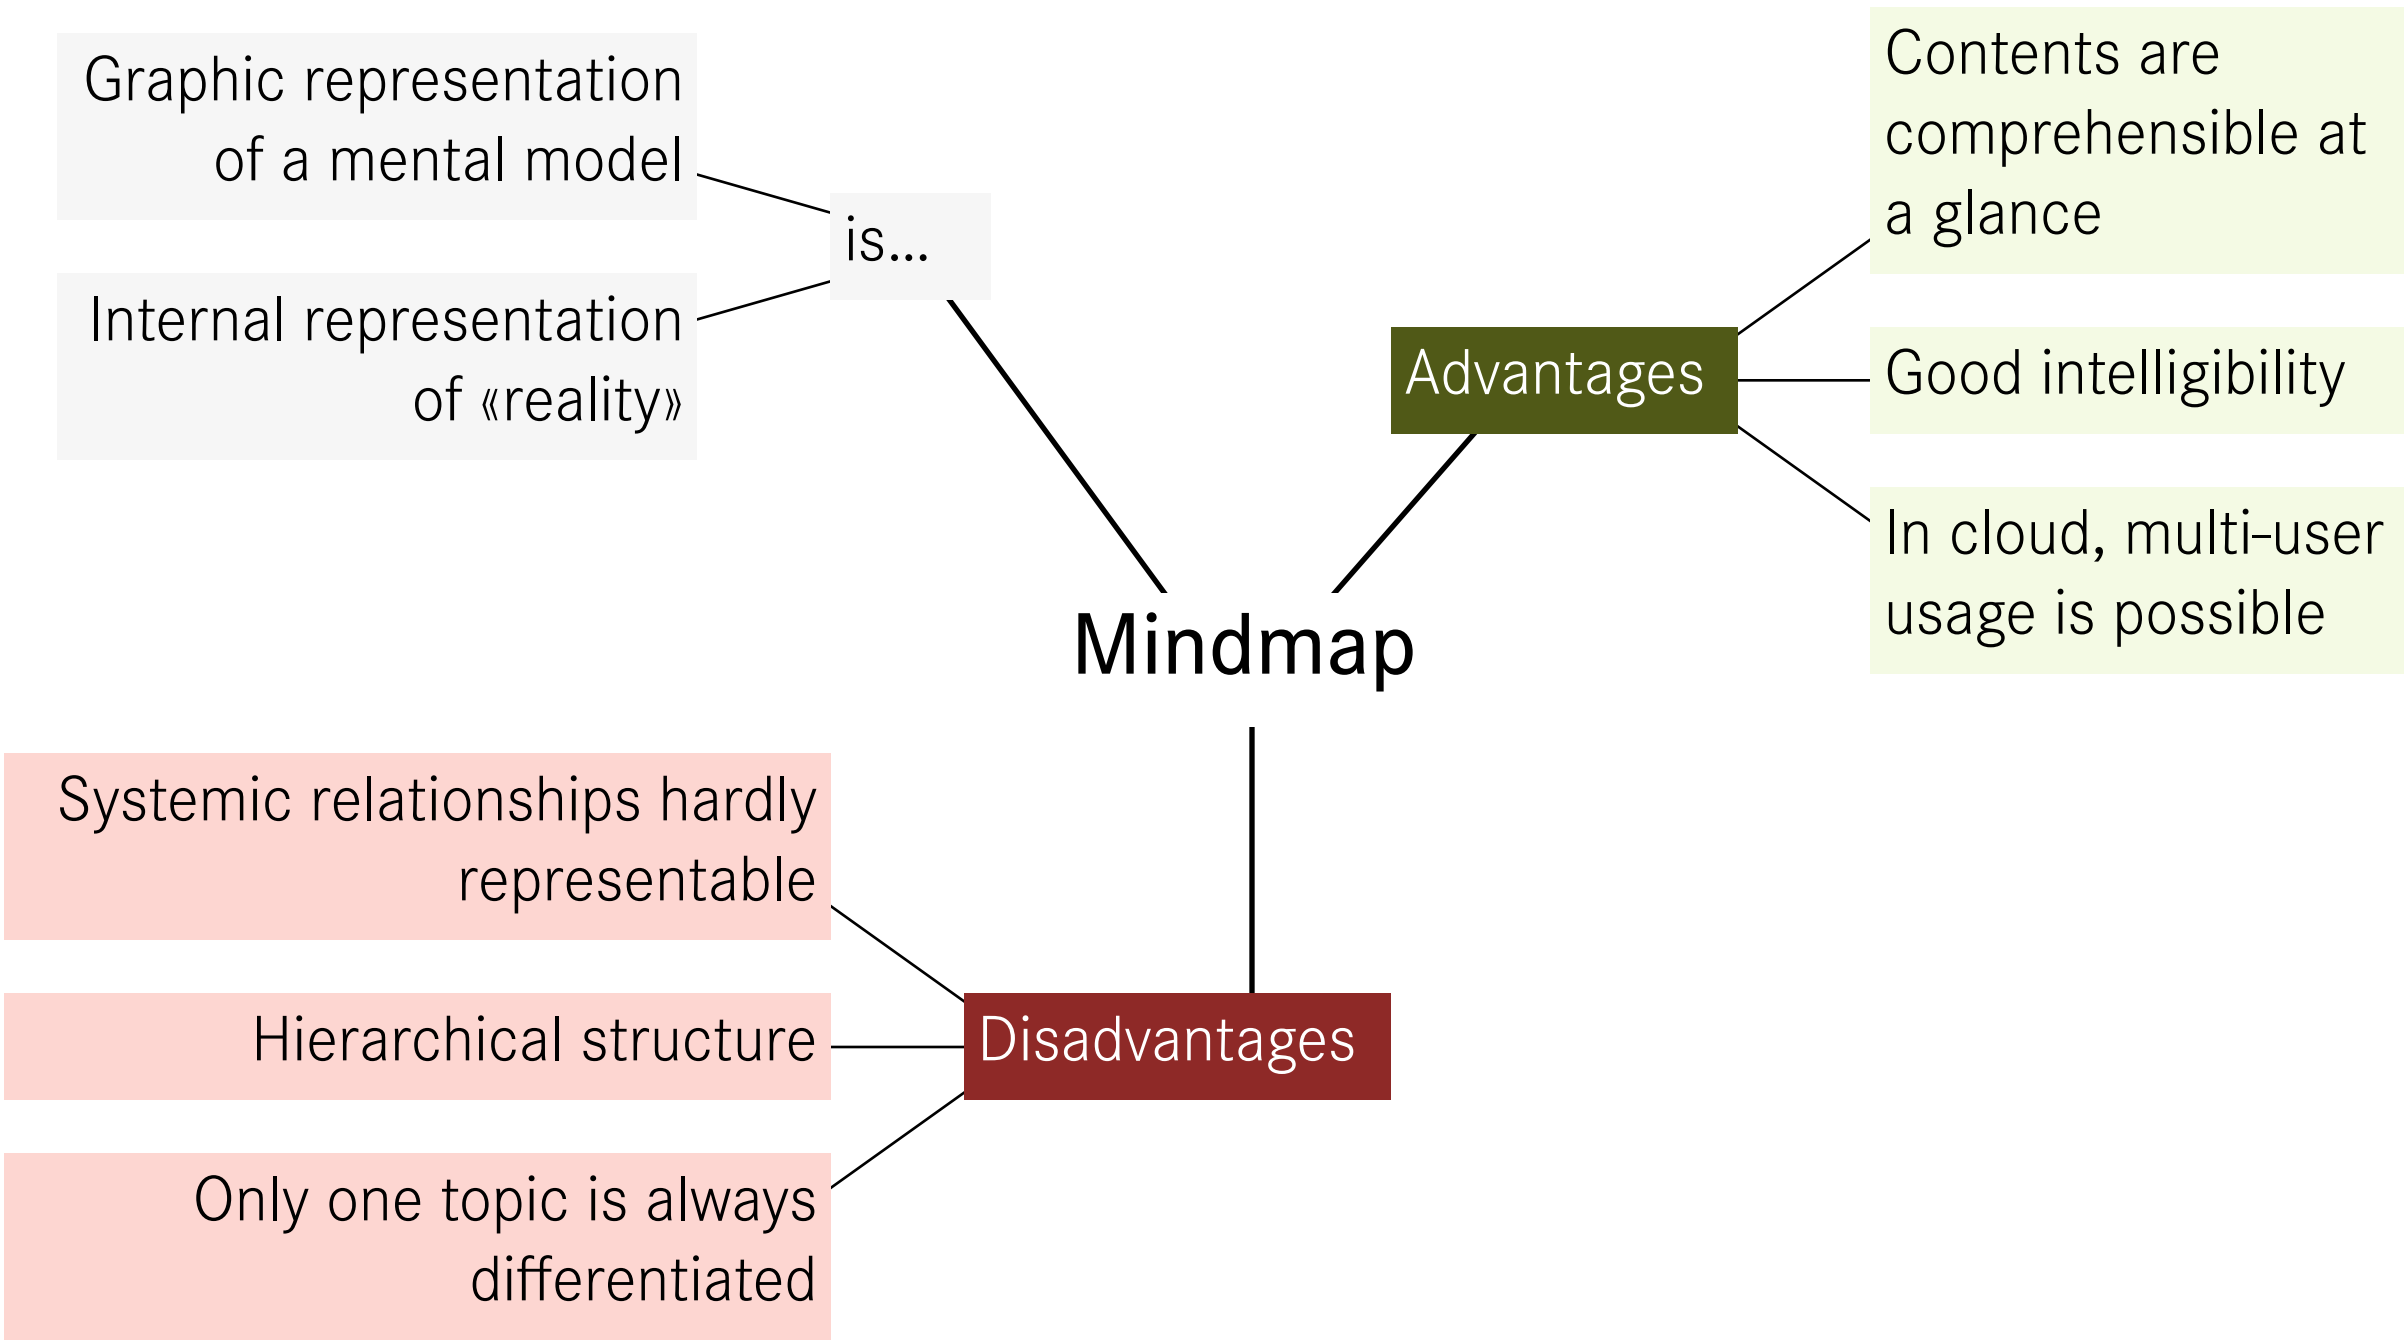 Graphic representation
of a mental model
Internal representation
of «reality»
is...
Advantages
Contents are
comprehensible at
a glance
Good intelligibility
In cloud, multi-user
usage is possible
Mindmap
Systemic relationships hardly
representable
Hierarchical structure
Only one topic is always
differentiated
Disadvantages